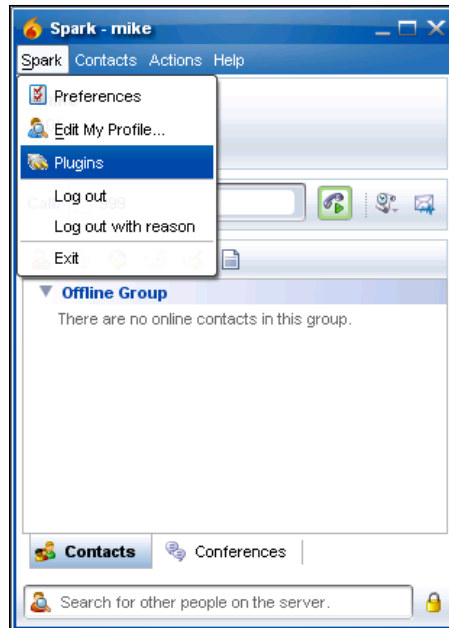 Spark - mike
Spark Contacts Actions Help
Preferences
Edit My Profile...
Plugins
Log out
Log out with reason
Exit
Offline Group
There are no online contacts in this group.
Contacts Conferences
Search for other people on the server.